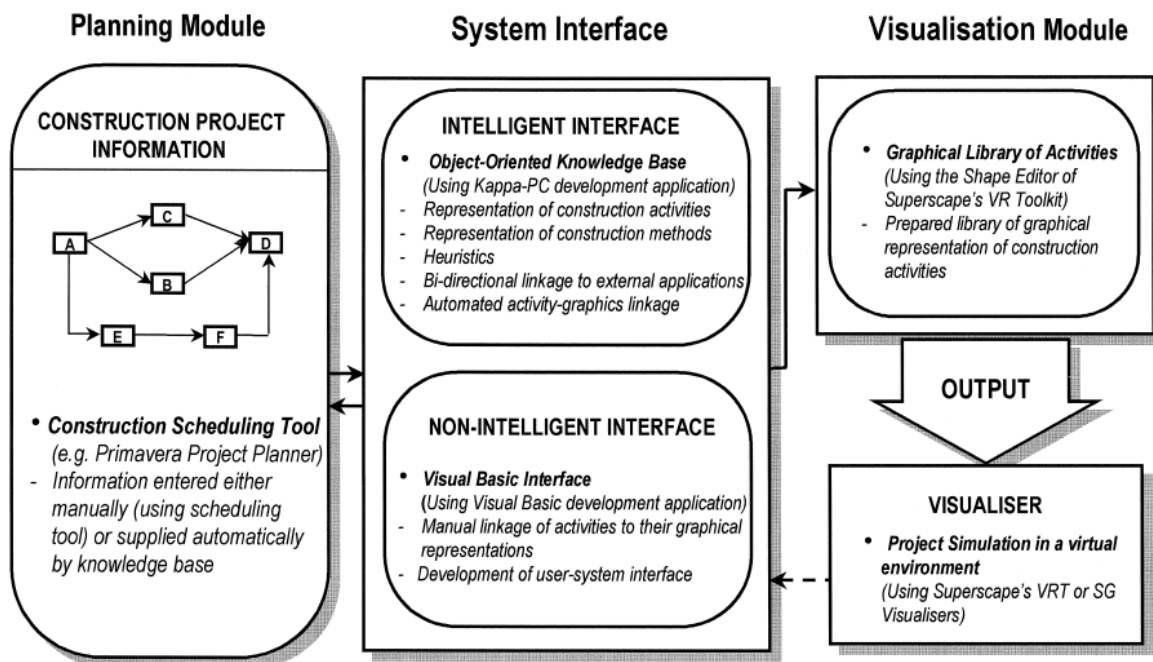 Planning Module
System Interface
Visualisation Module
CONSTRUCTION PROJECT
INFORMATION
A
C
B
D
E
F
• Construction Scheduling Tool
(e.g. Primavera Project Planner)
- Information entered either
manually (using scheduling
tool) or supplied automatically
by knowledge base
INTELLIGENT INTERFACE
• Object-Oriented Knowledge Base
(Using Kappa-PC development application)
- Representation of construction activities
- Representation of construction methods
- Heuristics
- Bi-directional linkage to external applications
- Automated activity-graphics linkage
NON-INTELLIGENT INTERFACE
• Visual Basic Interface
(Using Visual Basic development application)
- Manual linkage of activities to their graphical
representations
- Development of user-system interface
• Graphical Library of Activities
(Using the Shape Editor of
Superscape's VR Toolkit)
- Prepared library of graphical
representation of construction
activities
OUTPUT
VISUALISER
• Project Simulation in a virtual
environment
(Using Superscape's VRT or SG
Visualisers)